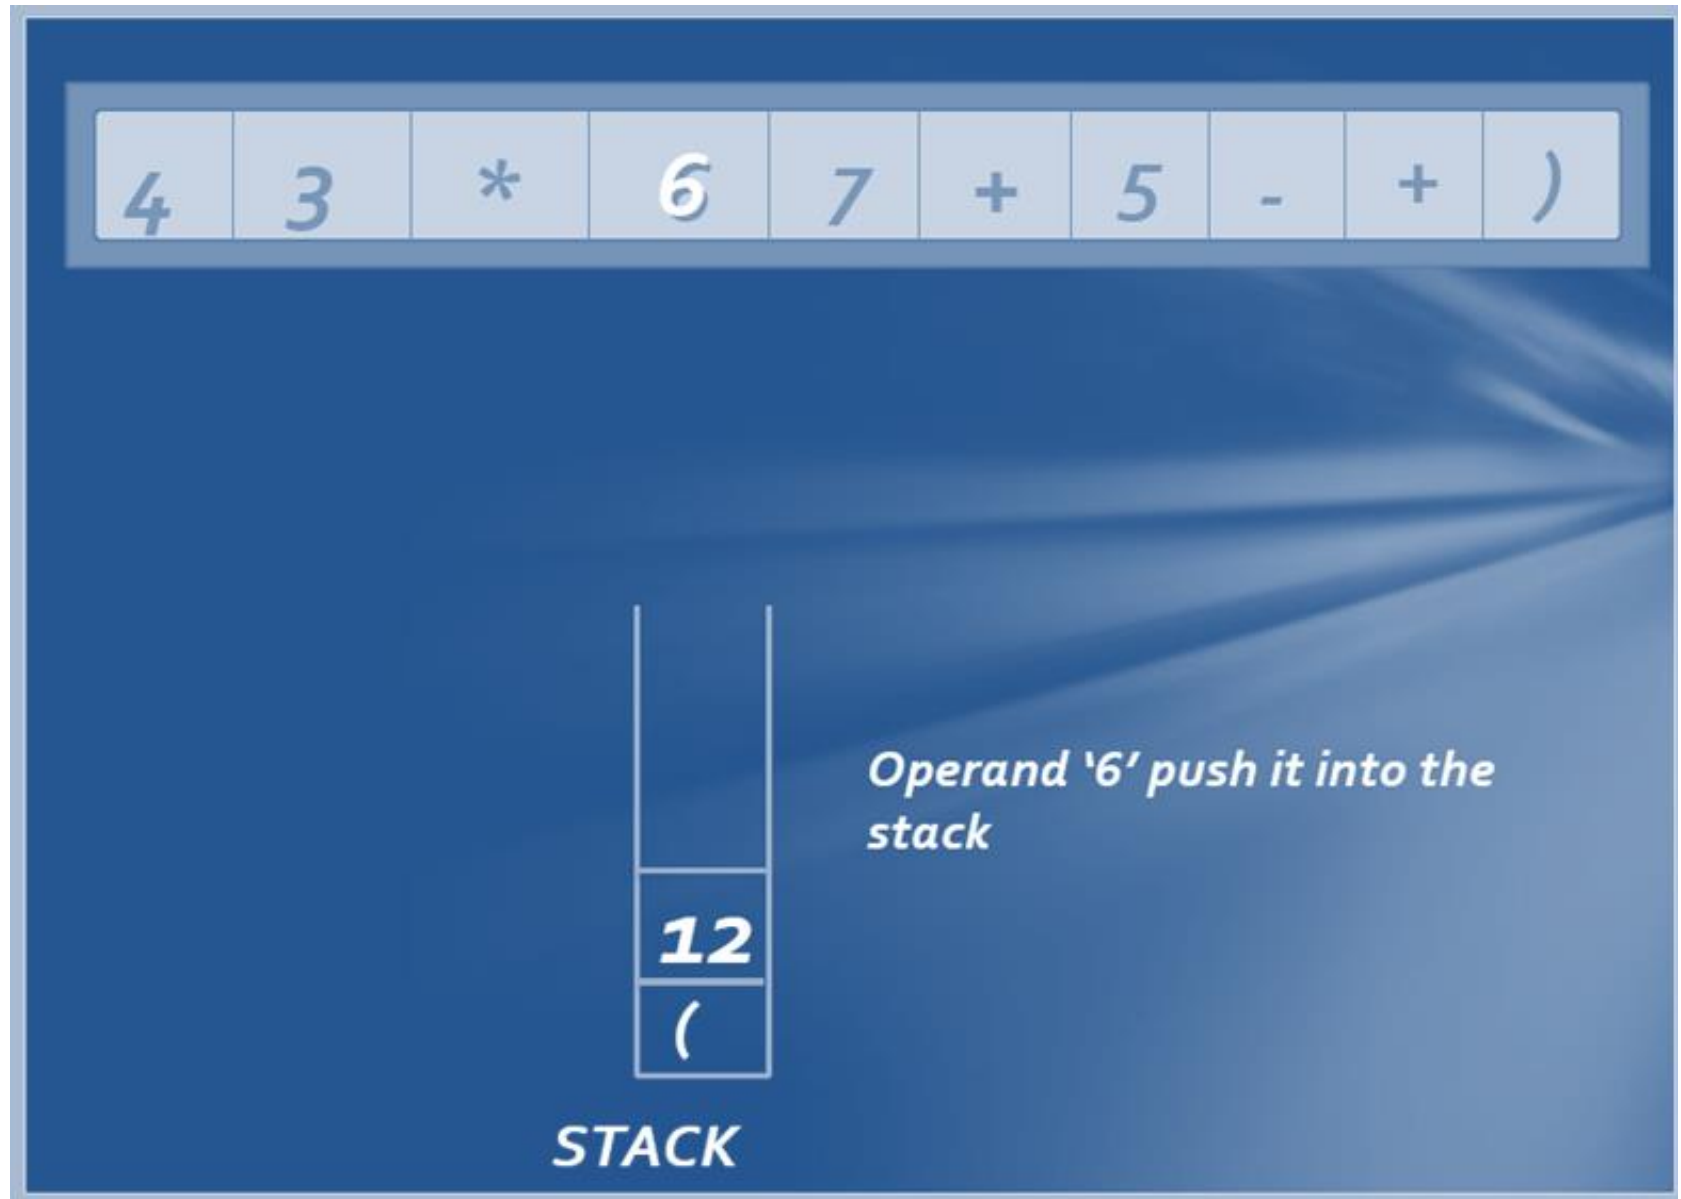 4 3 * 6 7 + 5 - + )
Operand ‘6’ push it into the
stack
12
(
STACK